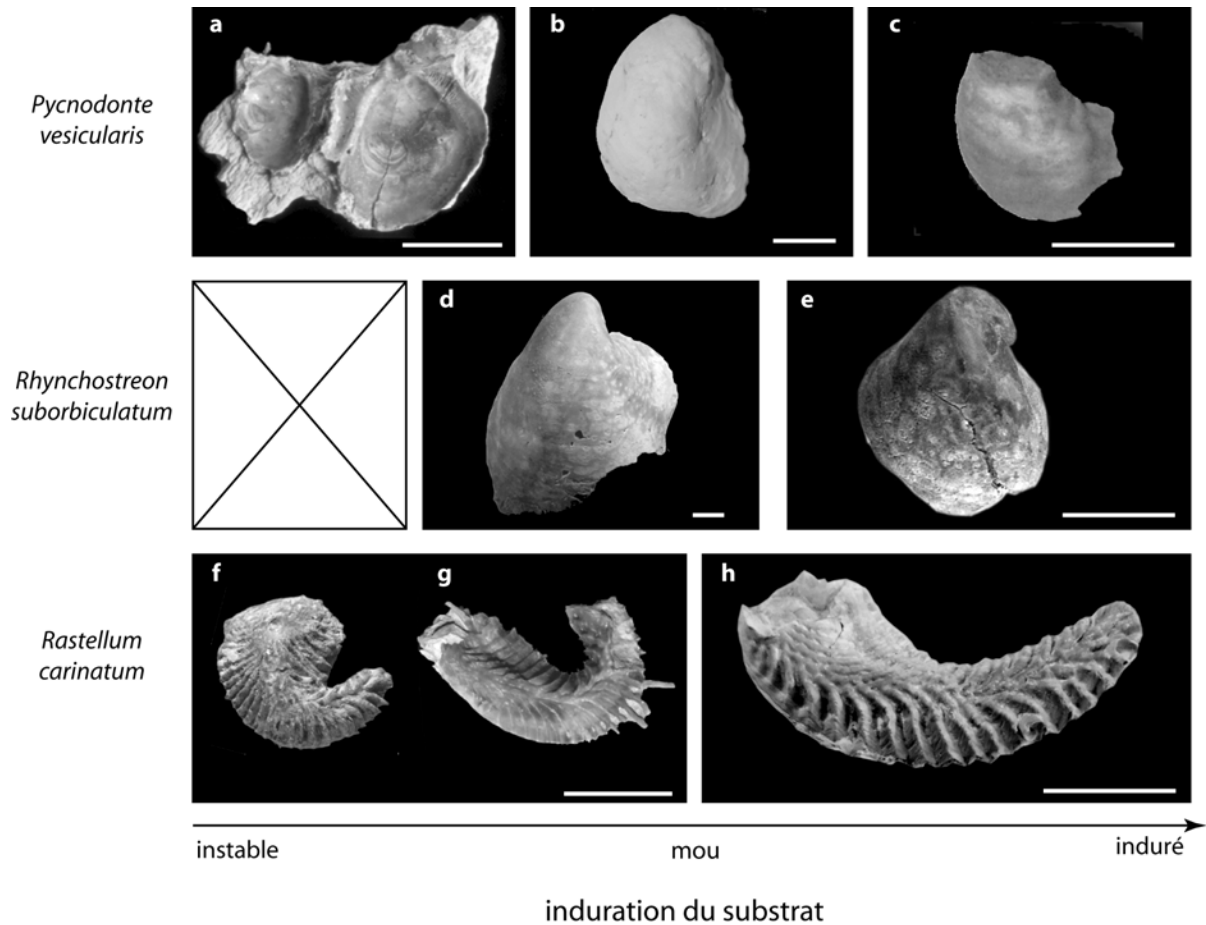 a
b
c
Pycnodonte
vesicularis
d
e
Rhynchostreon
suborbiculatum
f
g
h
Rastellum
carinatum
instable
mou
induré
induration du substrat